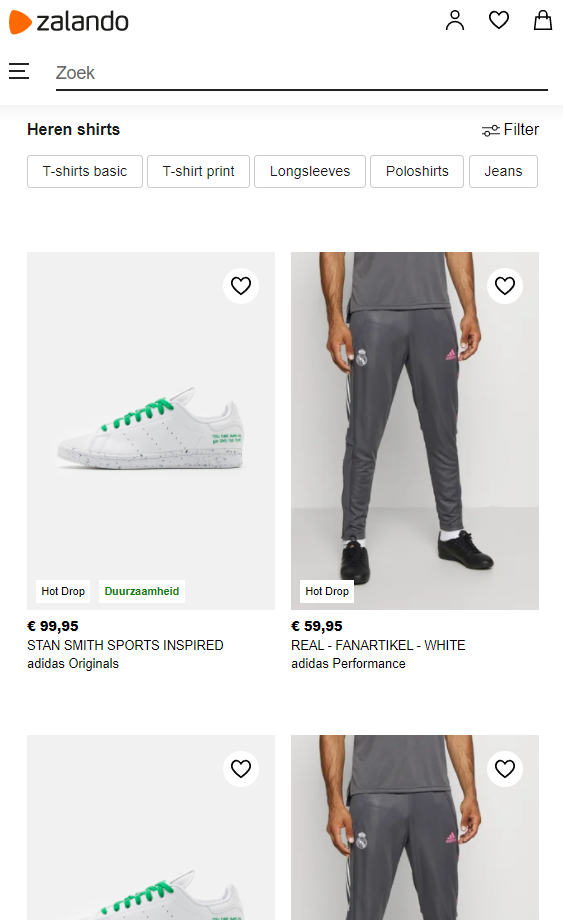 zalando
Zoek
Heren shirts
Filter
T-shirts basic
T-shirt print
Longsleeves
Poloshirts
Jeans
Hot Drop
Duurzaamheid
Hot Drop
€ 99,95
STAN SMITH SPORTS INSPIRED
adidas Originals
€ 59,95
REAL - FANARTIKEL - WHITE
adidas Performance